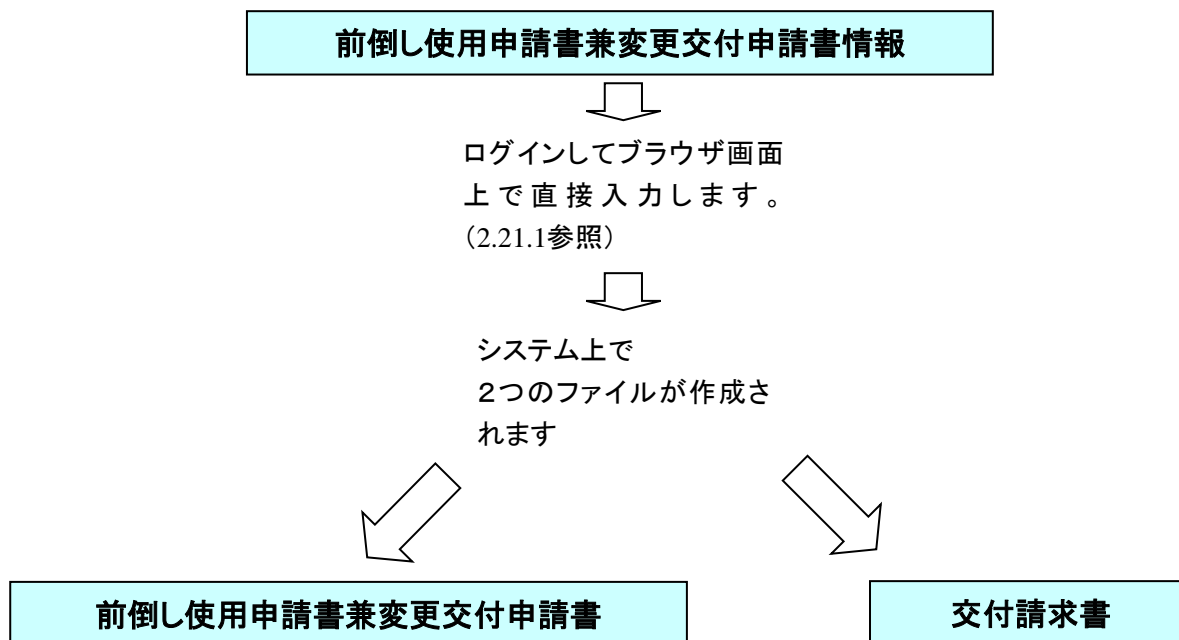 前倒し使用申請書兼変更交付申請書情報
ログインしてブラウザ画面
上で直接入力します。
（2.21.1参照）
システム上で
２つのファイルが作成さ
れます
前倒し使用申請書兼変更交付申請書
交付請求書